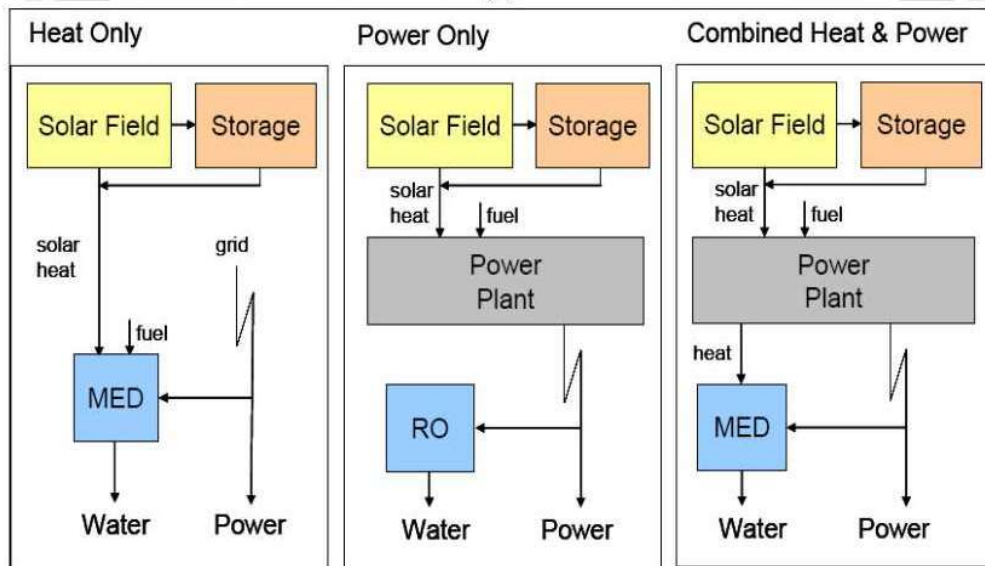 Heat Only
Solar Field
Storage
solar
heat
grid
fuel
MED
Water
Power
Power Only
Solar Field
Storage
solar
heat
fuel
Power
Plant
RO
Water
Power
Combined Heat & Power
Solar Field
Storage
solar
heat
fuel
Power
Plant
heat
MED
Water
Power